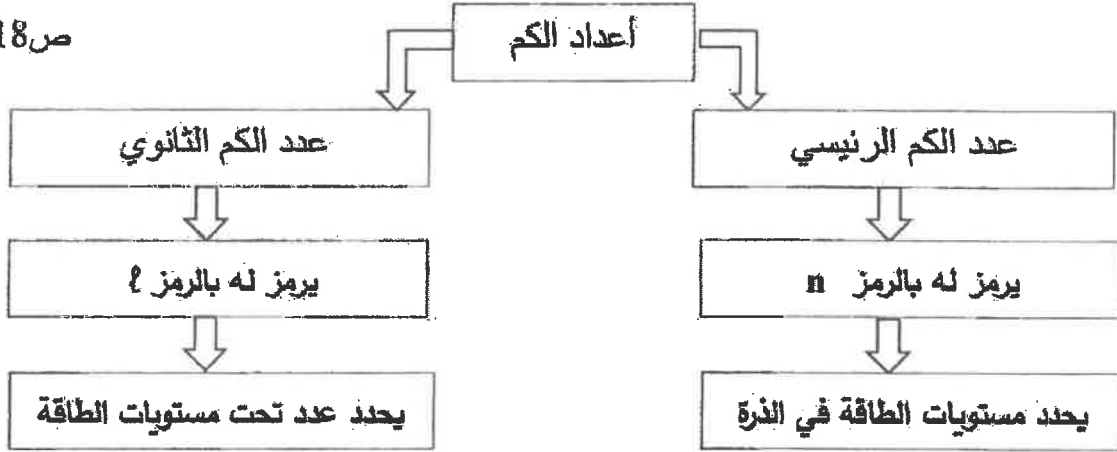 ص18
أعداد الكم
عدد الكم الرئيسي
عدد الكم الثانوي
يرمز له بالرمز n
يرمز له بالرمز ℓ
يحدد مستويات الطاقة في الذرة
يحدد عدد تحت مستويات الطاقة